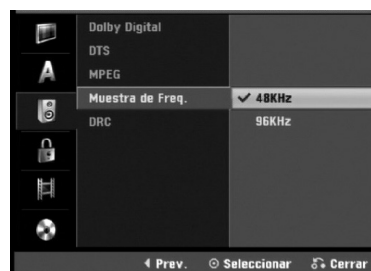 Dolby Digital
DTS
MPEG
Muestra de Freq. ✓ 48KHz
DRC 96KHz
A
◀ Prev. ⊙ Seleccionar Cerrar